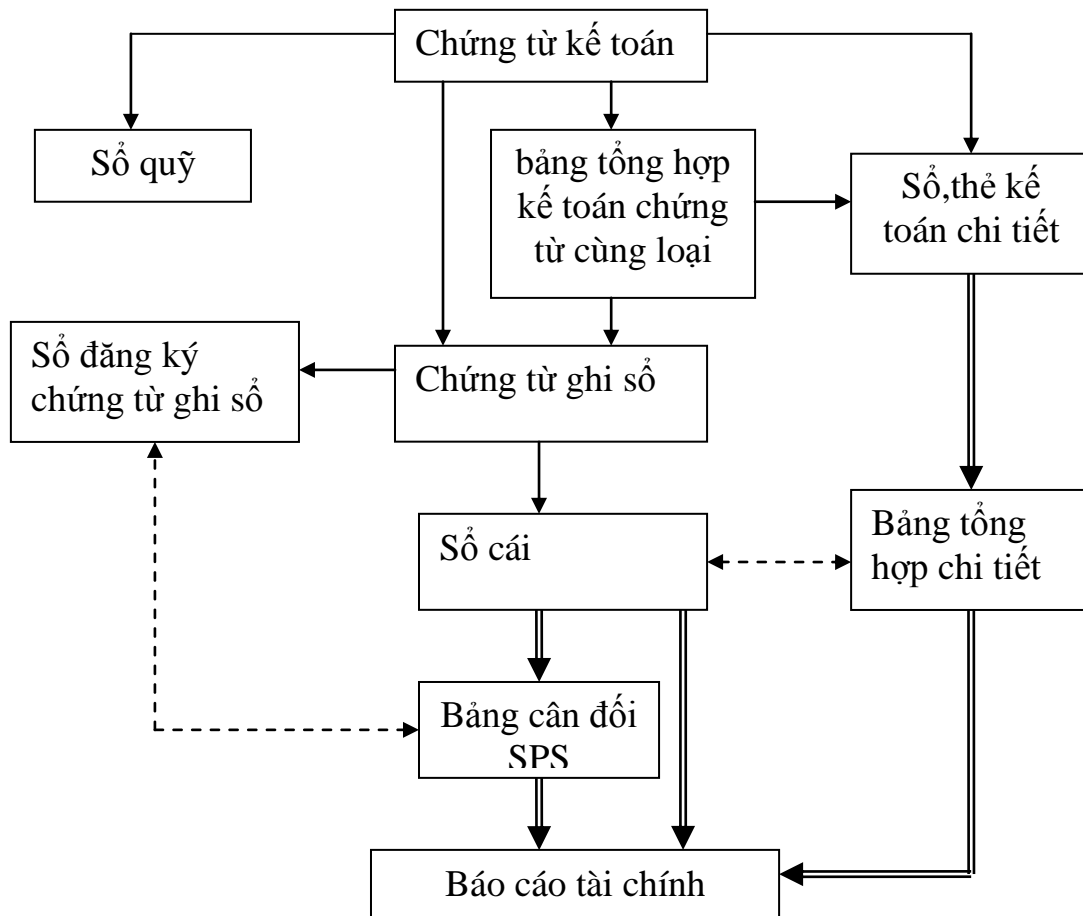 Chứng từ kế toán
Sổ quỹ
bảng tổng hợp
kế toán chứng
từ cùng loại
Sổ,thẻ kế
toán chi tiết
Sổ đăng ký
chứng từ ghi sổ
Chứng từ ghi sổ
Sổ cái
Bảng tổng
hợp chi tiết
Bảng cân đối
SPS
Báo cáo tài chính